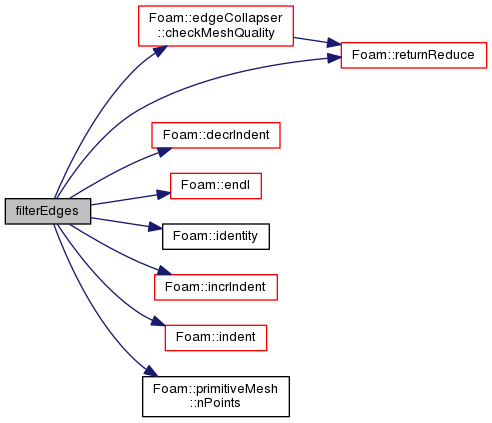 Foam::edgeCollapser
::checkMeshQuality
Foam::returnReduce
Foam::decrIndent
Foam::endl
filterEdges
Foam::identity
Foam::incrIndent
Foam::indent
Foam::primitiveMesh
::nPoints